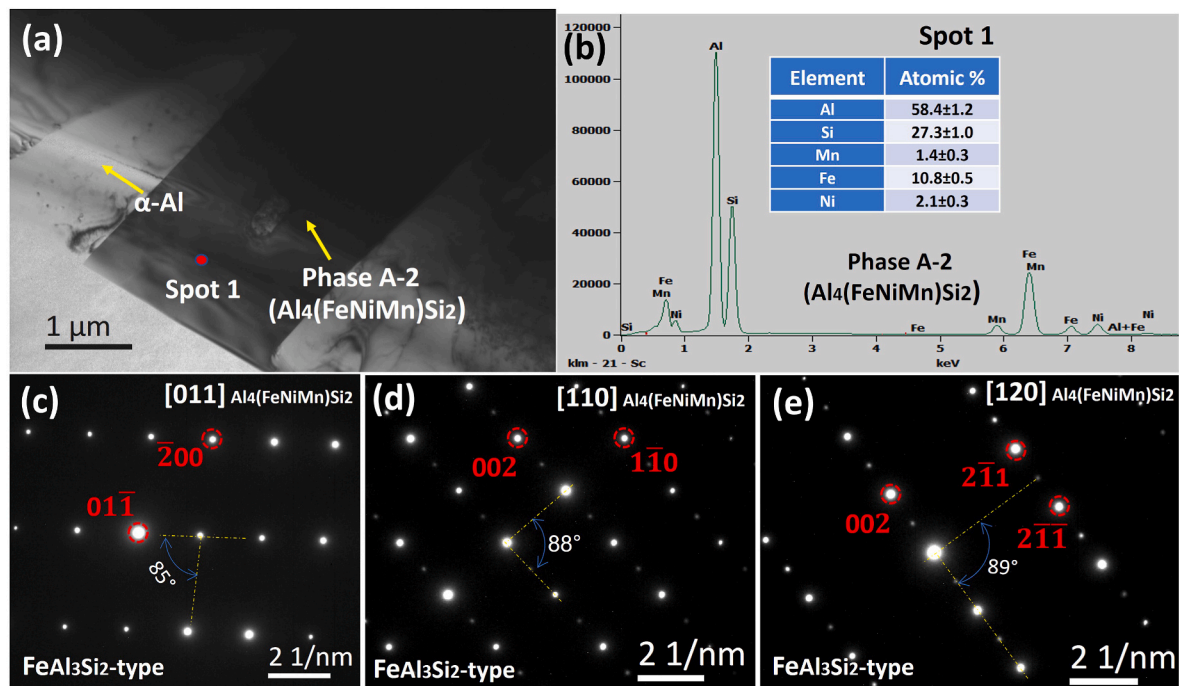 (a)
α-Al
Spot 1
Phase A-2
(Al₄(FeNiMn)Si₂)
1 µm
(b)
Spot 1
Element Atomic %
Al 58.4±1.2
Si 27.3±1.0
Mn 1.4±0.3
Fe 10.8±0.5
Ni 2.1±0.3
Phase A-2
(Al₄(FeNiMn)Si₂)
120000
100000
80000
60000
40000
20000
0
Al
Si
Fe
Mn
Ni
Si
Fe
Mn
Mn
Fe
Fe
Ni
Al+Fe
Ni
0 1 2 3 4 5 6 7 8
klm - 21 - Sc
keV
(c)
[011] Al₄(FeNiMn)Si₂
2̅00
011̅
85°
FeAl₃Si₂-type
2 1/nm
(d)
[110] Al₄(FeNiMn)Si₂
002
11̅0
88°
FeAl₃Si₂-type
2 1/nm
(e)
[120] Al₄(FeNiMn)Si₂
21̅1
002
21̅1̅
89°
FeAl₃Si₂-type
2 1/nm